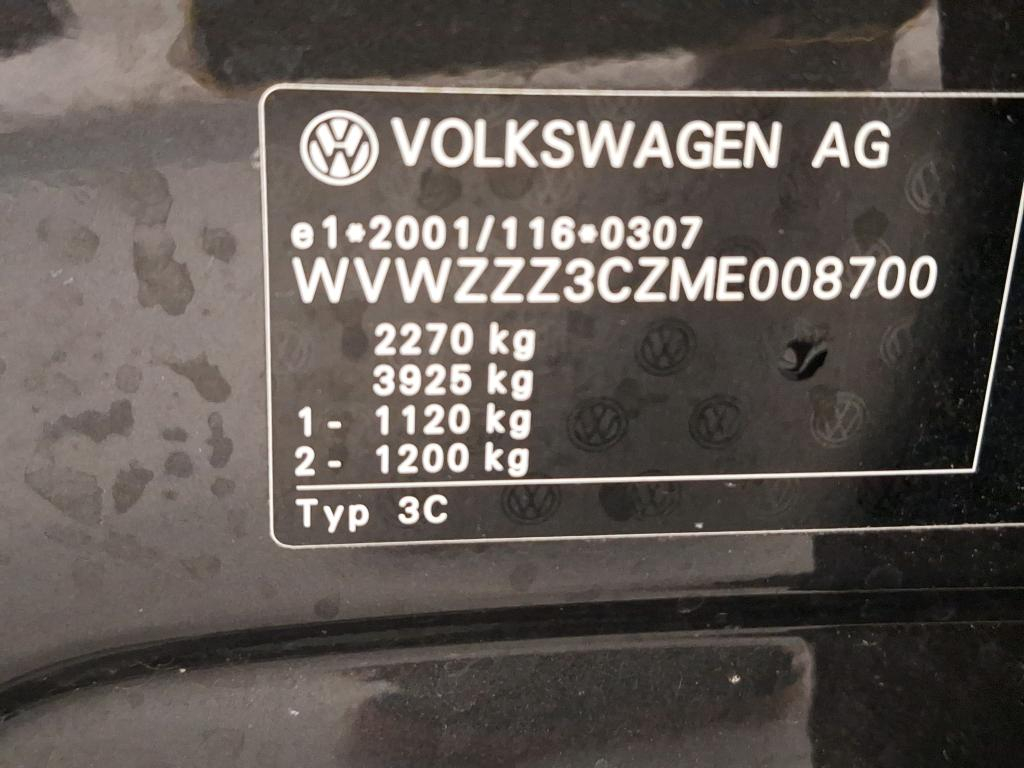 VOLKSWAGEN AG
e1*2001/116*0307
WVWZZZ3CZME008700
2270 kg
3925 kg
1- 1120 kg
2- 1200 kg
Typ 3C